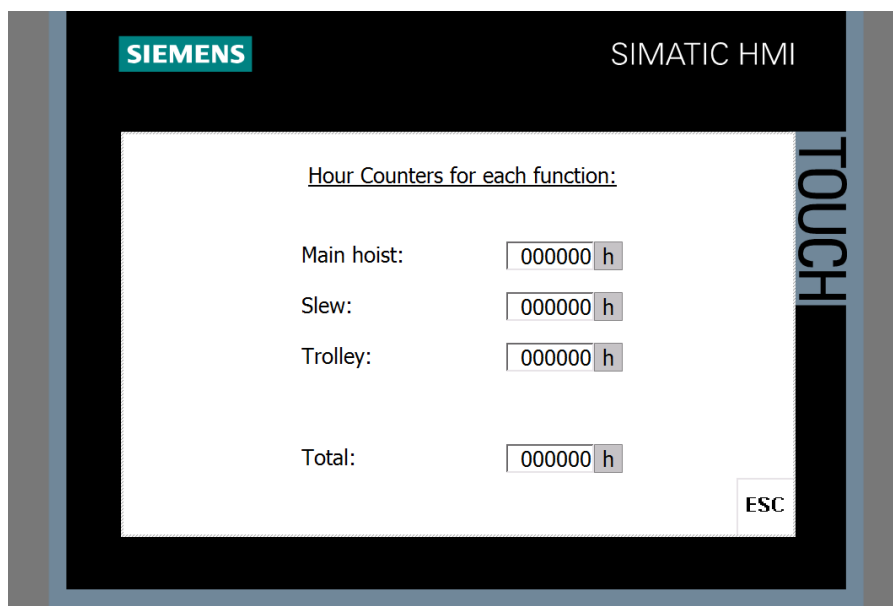 SIEMENS
SIMATIC HMI
TOUCH
Hour Counters for each function:
Main hoist: 000000 h
Slew: 000000 h
Trolley: 000000 h
Total: 000000 h
ESC